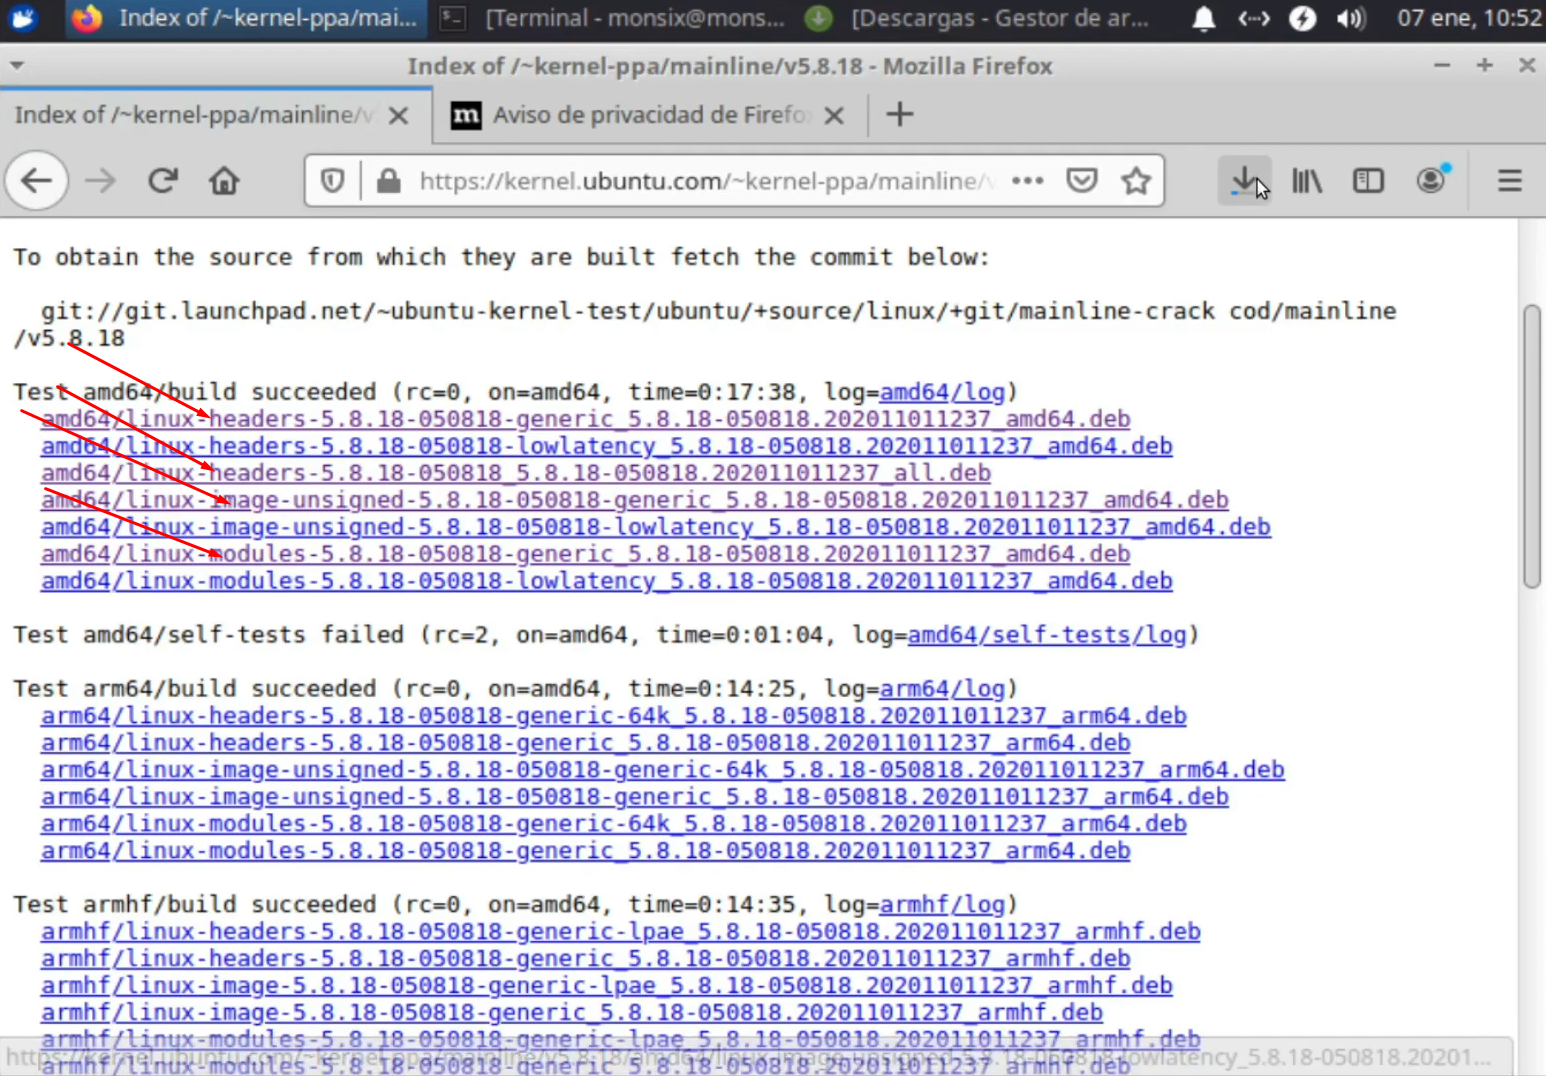 Index of /~kernel-ppa/mai...
[Terminal - monsix@mons...
[Descargas - Gestor de ar...
07 ene, 10:52
Index of /~kernel-ppa/mainline/v5.8.18 - Mozilla Firefox
Index of /~kernel-ppa/mainline/v
m Aviso de privacidad de Firefo
https://kernel.ubuntu.com/~kernel-ppa/mainline/v
To obtain the source from which they are built fetch the commit below:
git://git.launchpad.net/~ubuntu-kernel-test/ubuntu/+source/linux/+git/mainline-crack cod/mainline
/v5.8.18
Test amd64/build succeeded (rc=0, on=amd64, time=0:17:38, log=amd64/log)
amd64/linux-headers-5.8.18-050818-generic_5.8.18-050818.202011011237_amd64.deb
amd64/linux-headers-5.8.18-050818-lowlatency_5.8.18-050818.202011011237_amd64.deb
amd64/linux-headers-5.8.18-050818_5.8.18-050818.202011011237_all.deb
amd64/linux-image-unsigned-5.8.18-050818-generic_5.8.18-050818.202011011237_amd64.deb
amd64/linux-image-unsigned-5.8.18-050818-lowlatency_5.8.18-050818.202011011237_amd64.deb
amd64/linux-modules-5.8.18-050818-generic_5.8.18-050818.202011011237_amd64.deb
amd64/linux-modules-5.8.18-050818-lowlatency_5.8.18-050818.202011011237_amd64.deb
Test amd64/self-tests failed (rc=2, on=amd64, time=0:01:04, log=amd64/self-tests/log)
Test arm64/build succeeded (rc=0, on=amd64, time=0:14:25, log=arm64/log)
arm64/linux-headers-5.8.18-050818-generic-64k_5.8.18-050818.202011011237_arm64.deb
arm64/linux-headers-5.8.18-050818-generic_5.8.18-050818.202011011237_arm64.deb
arm64/linux-image-unsigned-5.8.18-050818-generic-64k_5.8.18-050818.202011011237_arm64.deb
arm64/linux-image-unsigned-5.8.18-050818-generic_5.8.18-050818.202011011237_arm64.deb
arm64/linux-modules-5.8.18-050818-generic-64k_5.8.18-050818.202011011237_arm64.deb
arm64/linux-modules-5.8.18-050818-generic_5.8.18-050818.202011011237_arm64.deb
Test armhf/build succeeded (rc=0, on=amd64, time=0:14:35, log=armhf/log)
armhf/linux-headers-5.8.18-050818-generic-lpae_5.8.18-050818.202011011237_armhf.deb
armhf/linux-headers-5.8.18-050818-generic_5.8.18-050818.202011011237_armhf.deb
armhf/linux-image-5.8.18-050818-generic-lpae_5.8.18-050818.202011011237_armhf.deb
armhf/linux-image-5.8.18-050818-generic_5.8.18-050818.202011011237_armhf.deb
armhf/linux-modules-5.8.18-050818-generic-lpae_5.8.18-050818.202011011237_armhf.deb
https://kernel.ubuntu.com/~kernel-ppa/mainline/v5.8.18/amd64/linux-image-unsigned-5.8.18-050818-lowlatency_5.8.18-050818.20201...